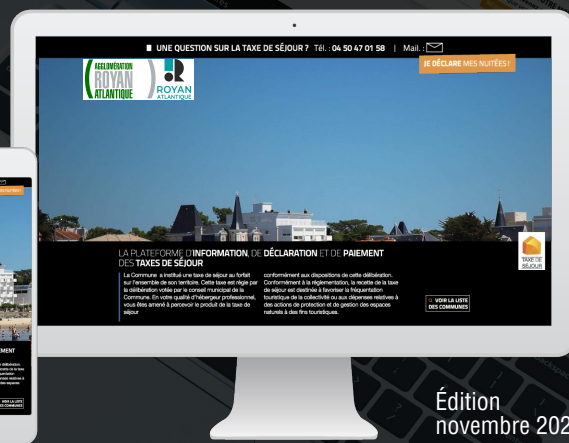 UNE QUESTION SUR LA TAXE DE SÉJOUR ? Tél. : 04 50 47 01 58 | Mail. :
JE DÉCLARE MES NUITÉES !
AGGLOMÉRATION
ROYAN
ATLANTIQUE
ROYAN
ATLANTIQUE
LA PLATEFORME D'INFORMATION, DE DÉCLARATION ET DE PAIEMENT
DES TAXES DE SÉJOUR
La Commune a institué une taxe de séjour au forfait
sur l'ensemble de son territoire. Cette taxe est régie par
la délibération votée par le conseil municipal de la
Commune. En votre qualité d'hébergeur professionnel,
vous êtes amené à percevoir le produit de la taxe de
séjour
conformément aux dispositions de cette délibération.
Conformément à la réglementation, la recette de la taxe
de séjour est destinée à favoriser la fréquentation
touristique de la collectivité ou aux dépenses relatives à
des actions de protection et de gestion des espaces
naturels à des fins touristiques.
TAXE DE
SÉJOUR
VOIR LA LISTE
DES COMMUNES
MES NUITÉES !
VOIR LA LISTE
DES COMMUNES
Édition
novembre 202